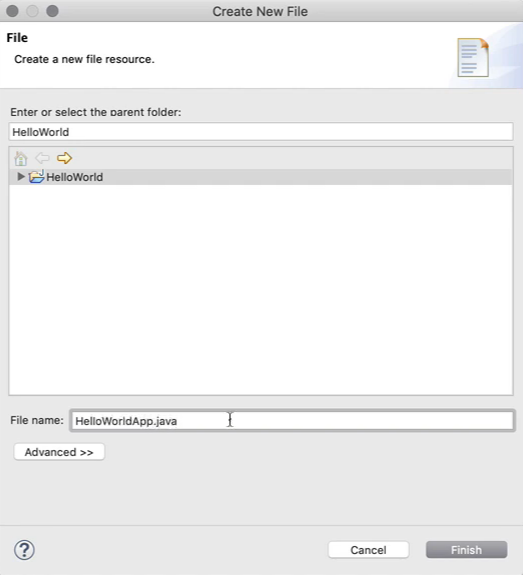 Create New File
File
Create a new file resource.
Enter or select the parent folder:
HelloWorld
HelloWorld
File name: HelloWorldApp.java
Advanced >>
? Cancel Finish